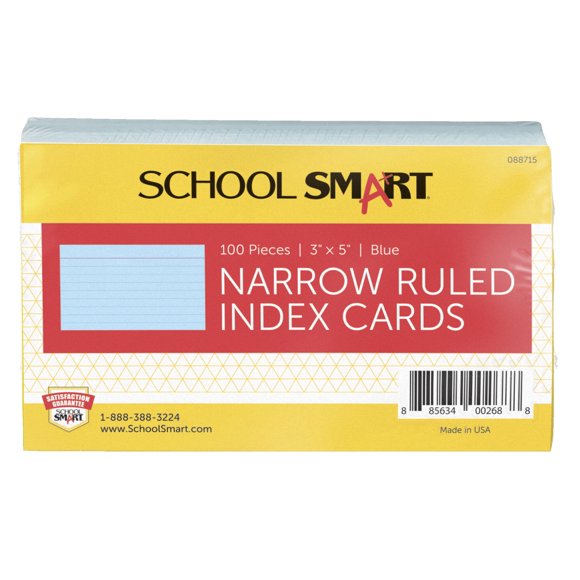 088715
SCHOOL SMART
100 Pieces | 3" × 5" | Blue
NARROW RULED
INDEX CARDS
SATISFACTION
GUARANTEE
SCHOOL
SMART
1-888-388-3224
www.SchoolSmart.com
8 85634 00268 8
Made in USA